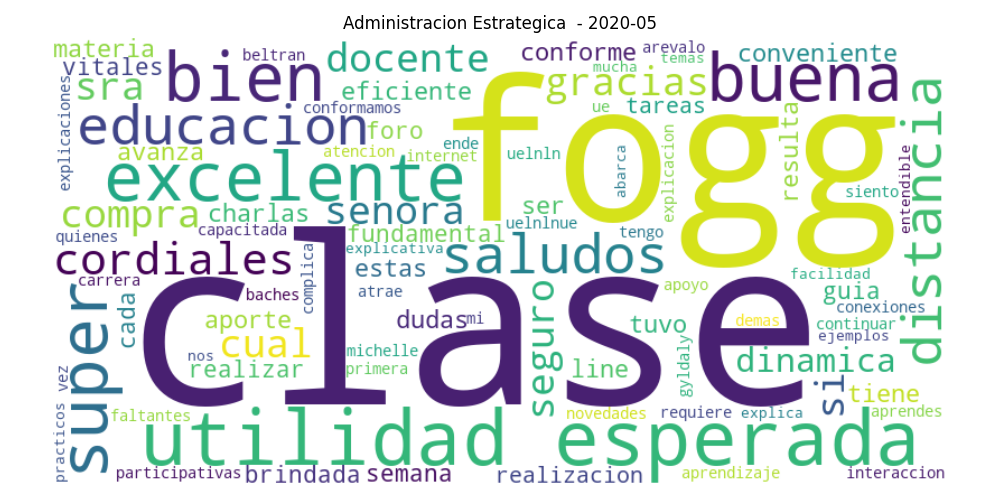 Administracion Estrategica - 2020-05
materia
vitales
sra
bien
beltran
docente
conforme
arevalo
temas
conveniente
mucha
gracias
buena
eficiente
conformamos
educacion
foro
ue
tareas
explicaciones
avanza
atencion
internet
ende
uelnln
fogg
abarca
explicacion
resulta
distancia
entendible
siento
excelente
compra
charlas
senora
ser
uelnlnue
tengo
quienes
capacitada
fundamental
cordiales
explicativa
saludos
estas
facilidad
carrera
baches
complica
atrae
apoyo
guia
conexiones
super
cada
clase
aporte
dudas
mi
seguro
tuvo
demas
continuar
ejemplos
cual
nos
michelle
realizar
primera
line
gyldaly
dinamica
si
tiene
vez
practicos
faltantes
utilidad esperada
novedades
requiere
explica
aprendes
participativas
brindada
semana
realizacion
aprendizaje
interaccion